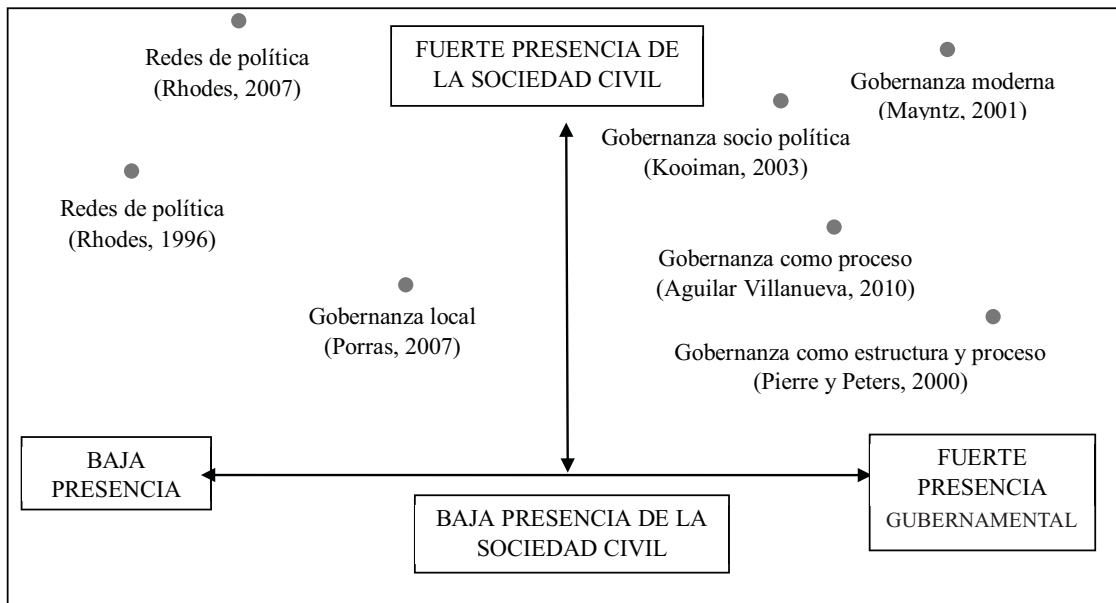 Redes de política
(Rhodes, 2007)
FUERTE PRESENCIA DE
LA SOCIEDAD CIVIL
Gobernanza moderna
(Mayntz, 2001)
Gobernanza socio política
(Kooiman, 2003)
Redes de política
(Rhodes, 1996)
Gobernanza como proceso
(Aguilar Villanueva, 2010)
Gobernanza local
(Porras, 2007)
Gobernanza como estructura y proceso
(Pierre y Peters, 2000)
BAJA
PRESENCIA
FUERTE
PRESENCIA
GUBERNAMENTAL
BAJA PRESENCIA DE LA
SOCIEDAD CIVIL